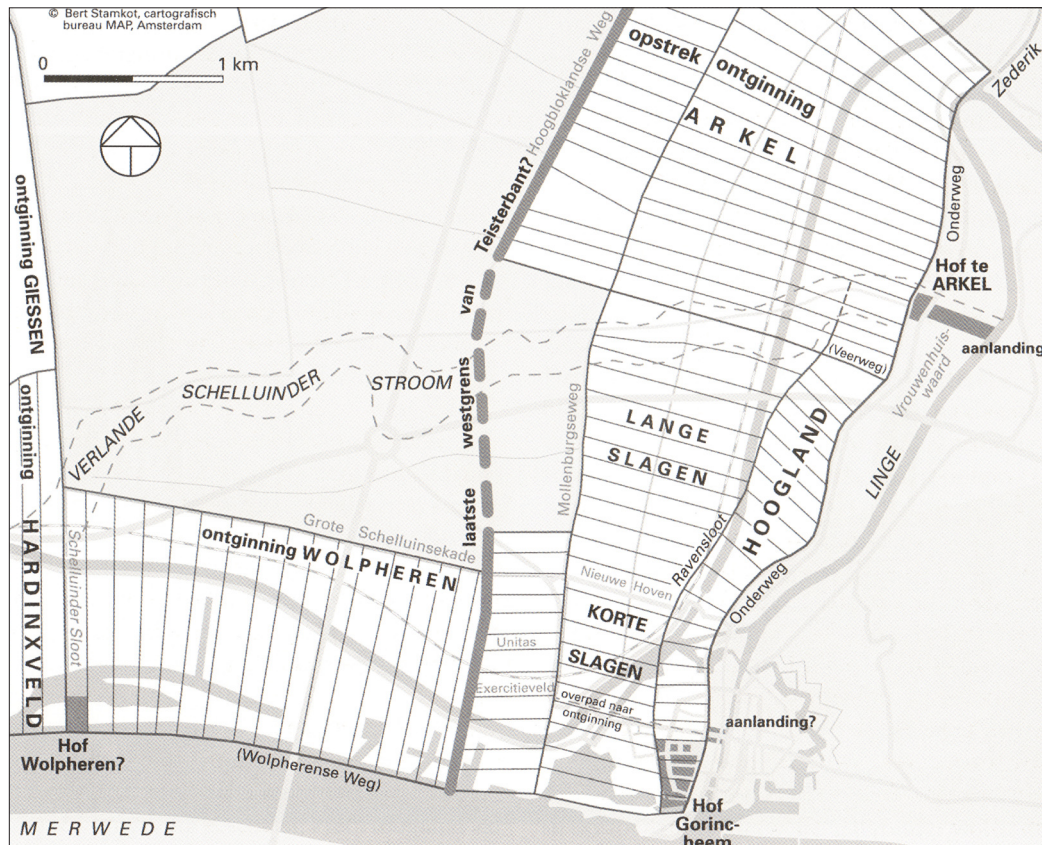 © Bert Stamkot, cartografisch
bureau MAP, Amsterdam
0 1 km
opstrek ontginning
ARKEL
Hoogbloklandse Weg
Zederik
Onderweg
ontginning GIESSEN
laatste westgrens van Teisterbant?
Hof te
ARKEL
aanlanding
(Veerweg)
Vrouwenhuis-
waard
SCHELLUINDER STROOM
VERLANDE
LANGE
SLAGEN
Mollenburgseweg
HOOGLAND
LINGE
ontginning
HARDINXVELD
Schelluinder Sloot
Grote Schelluinsekade
ontginning WOLPHEREN
Ravensloot
Onderweg
Nieuwe Hoven
KORTE
SLAGEN
Unitas
Exercitieveld
overpad naar
ontginning
aanlanding?
Hof
Wolpheren?
(Wolpherense Weg)
Hof
Gorinc-
heem
MERWEDE